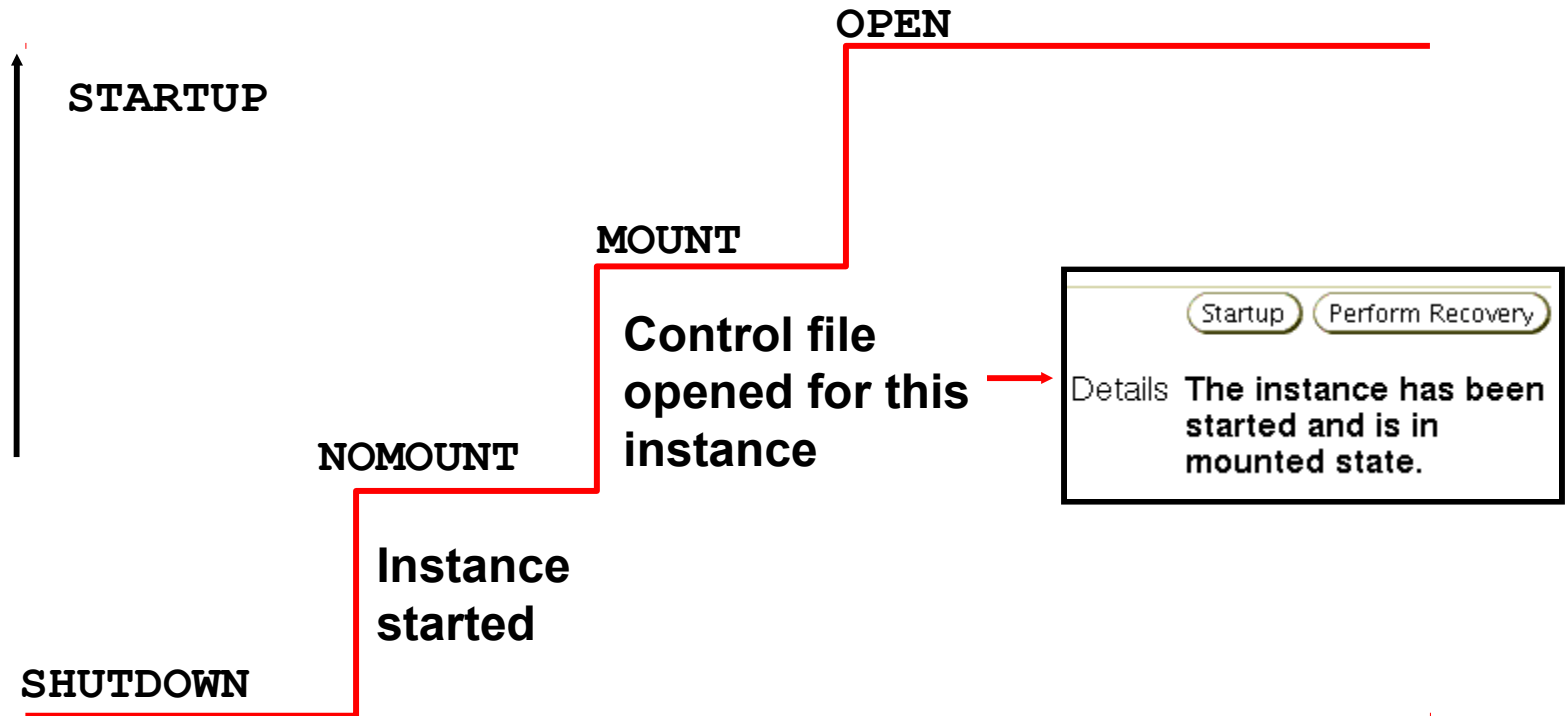 OPEN
STARTUP
MOUNT
Control file
opened for this
instance
Startup Perform Recovery
Details The instance has been
started and is in
mounted state.
NOMOUNT
Instance
started
SHUTDOWN